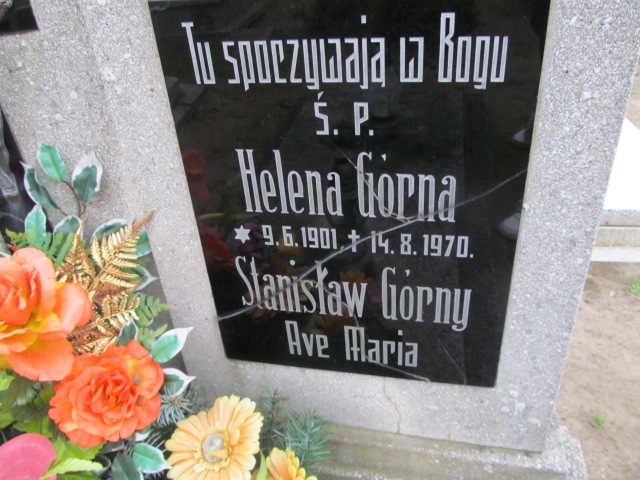 Tu spoczywają w Bogu
Ś. P.
Helena Górna
* 9.6.1901. + 14.8.1970.
Stanisław Górny
Ave Maria